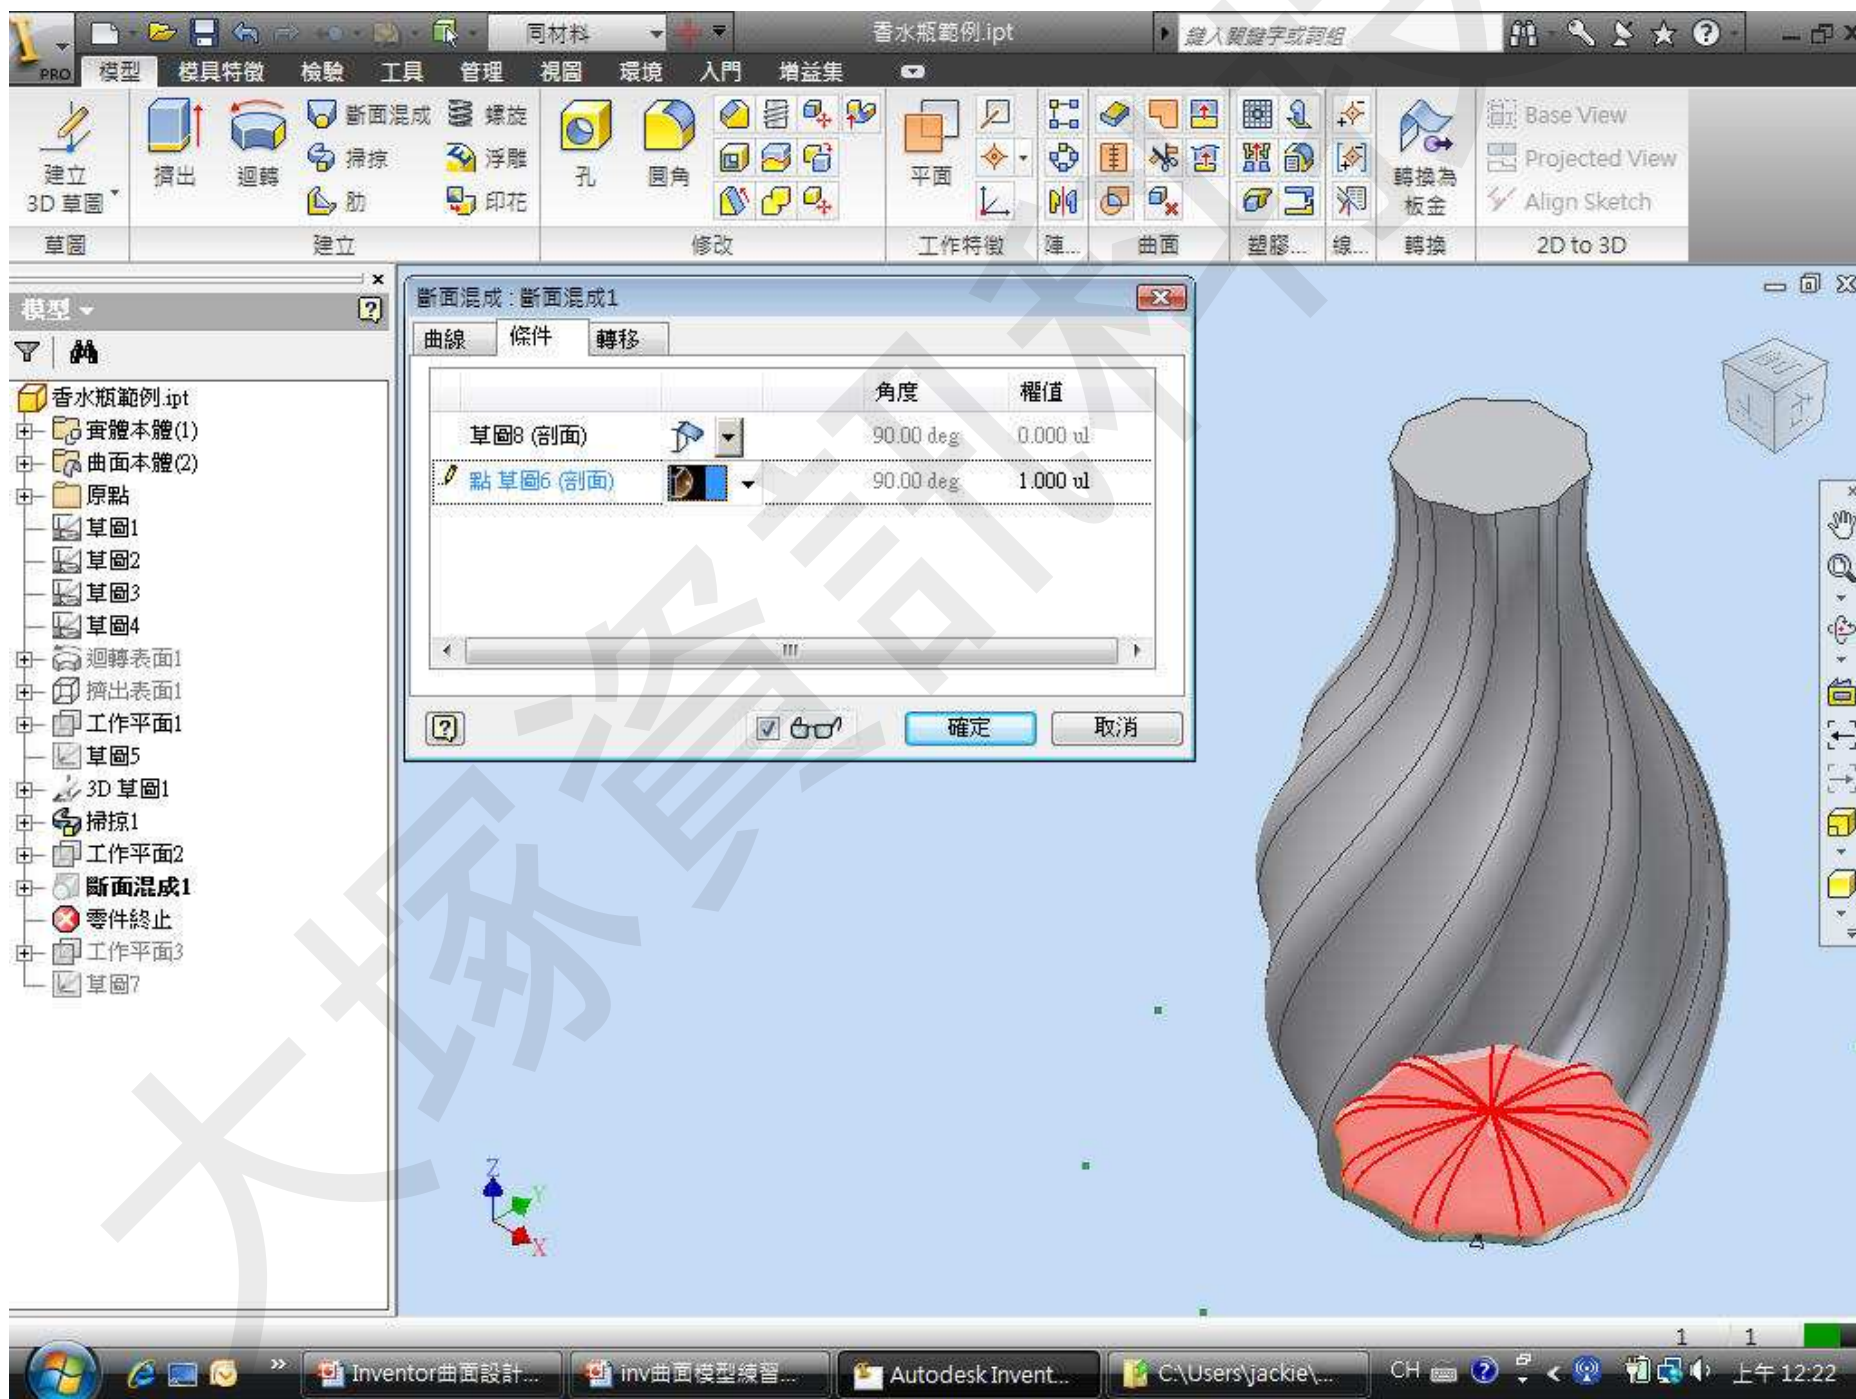 同材料
香水瓶範例.ipt
鍵入關鍵字或詞組
PRO
模型 模具特徵 檢驗 工具 管理 視圖 環境 入門 增益集
建立
3D 草圖
擠出
迴轉
斷面混成
掃掠
肋
螺旋
浮雕
印花
孔
圓角
平面
轉換為
板金
Base View
Projected View
Align Sketch
草圖 建立 修改 工作特徵 陣... 曲面 塑膠... 線... 轉換 2D to 3D
模型
香水瓶範例.ipt
實體本體(1)
曲面本體(2)
原點
草圖1
草圖2
草圖3
草圖4
迴轉表面1
擠出表面1
工作平面1
草圖5
3D 草圖1
掃掠1
工作平面2
斷面混成1
零件終止
工作平面3
草圖7
斷面混成 : 斷面混成1
曲線 條件 轉移
角度 權值
草圖8 (剖面) 90.00 deg 0.000 ul
點 草圖6 (剖面) 90.00 deg 1.000 ul
確定
取消
Z
Y
X
大塚資訊科技
1 1
Inventor曲面設計...
inv曲面模型練習...
Autodesk Invent...
C:\Users\jackie\...
CH
上午 12:22